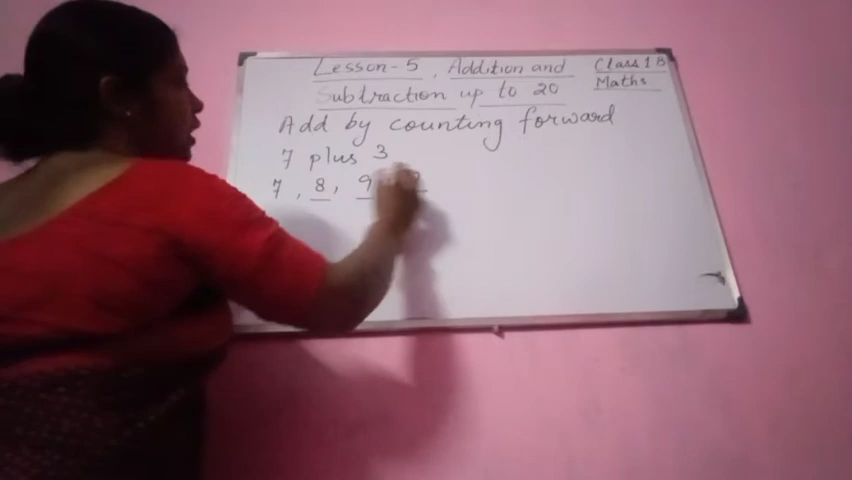 Lesson-5, Addition and
Subtraction up to 20
Class 1 B
Maths
Add by counting forward
7 plus 3
7, 8, 9